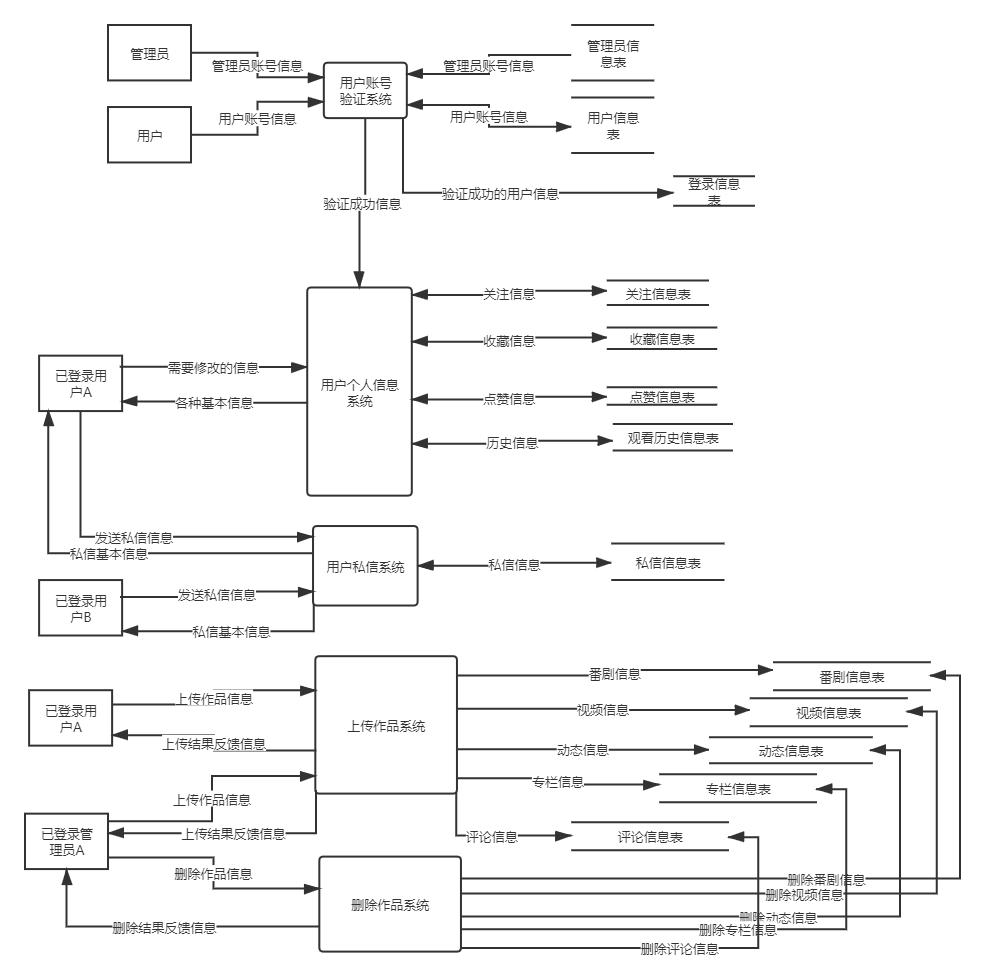 管理员
管理员账号信息
管理员账号信息
管理员信
息表
用户账号
验证系统
用户
用户账号信息
用户账号信息
用户信息
表
验证成功信息
验证成功的用户信息
登录信息
表
关注信息
关注信息表
收藏信息
收藏信息表
已登录用
户A
需要修改的信息
各种基本信息
用户个人信息
系统
点赞信息
点赞信息表
历史信息
观看历史信息表
发送私信信息
私信基本信息
用户私信系统
私信信息
私信信息表
已登录用
户B
发送私信信息
私信基本信息
已登录用
户A
上传作品信息
上传结果反馈信息
上传作品系统
番剧信息
番剧信息表
视频信息
视频信息表
动态信息
动态信息表
专栏信息
专栏信息表
评论信息
评论信息表
上传作品信息
已登录管
理员A
上传结果反馈信息
删除作品信息
删除结果反馈信息
删除作品系统
删除番剧信息
删除视频信息
删除动态信息
删除专栏信息
删除评论信息